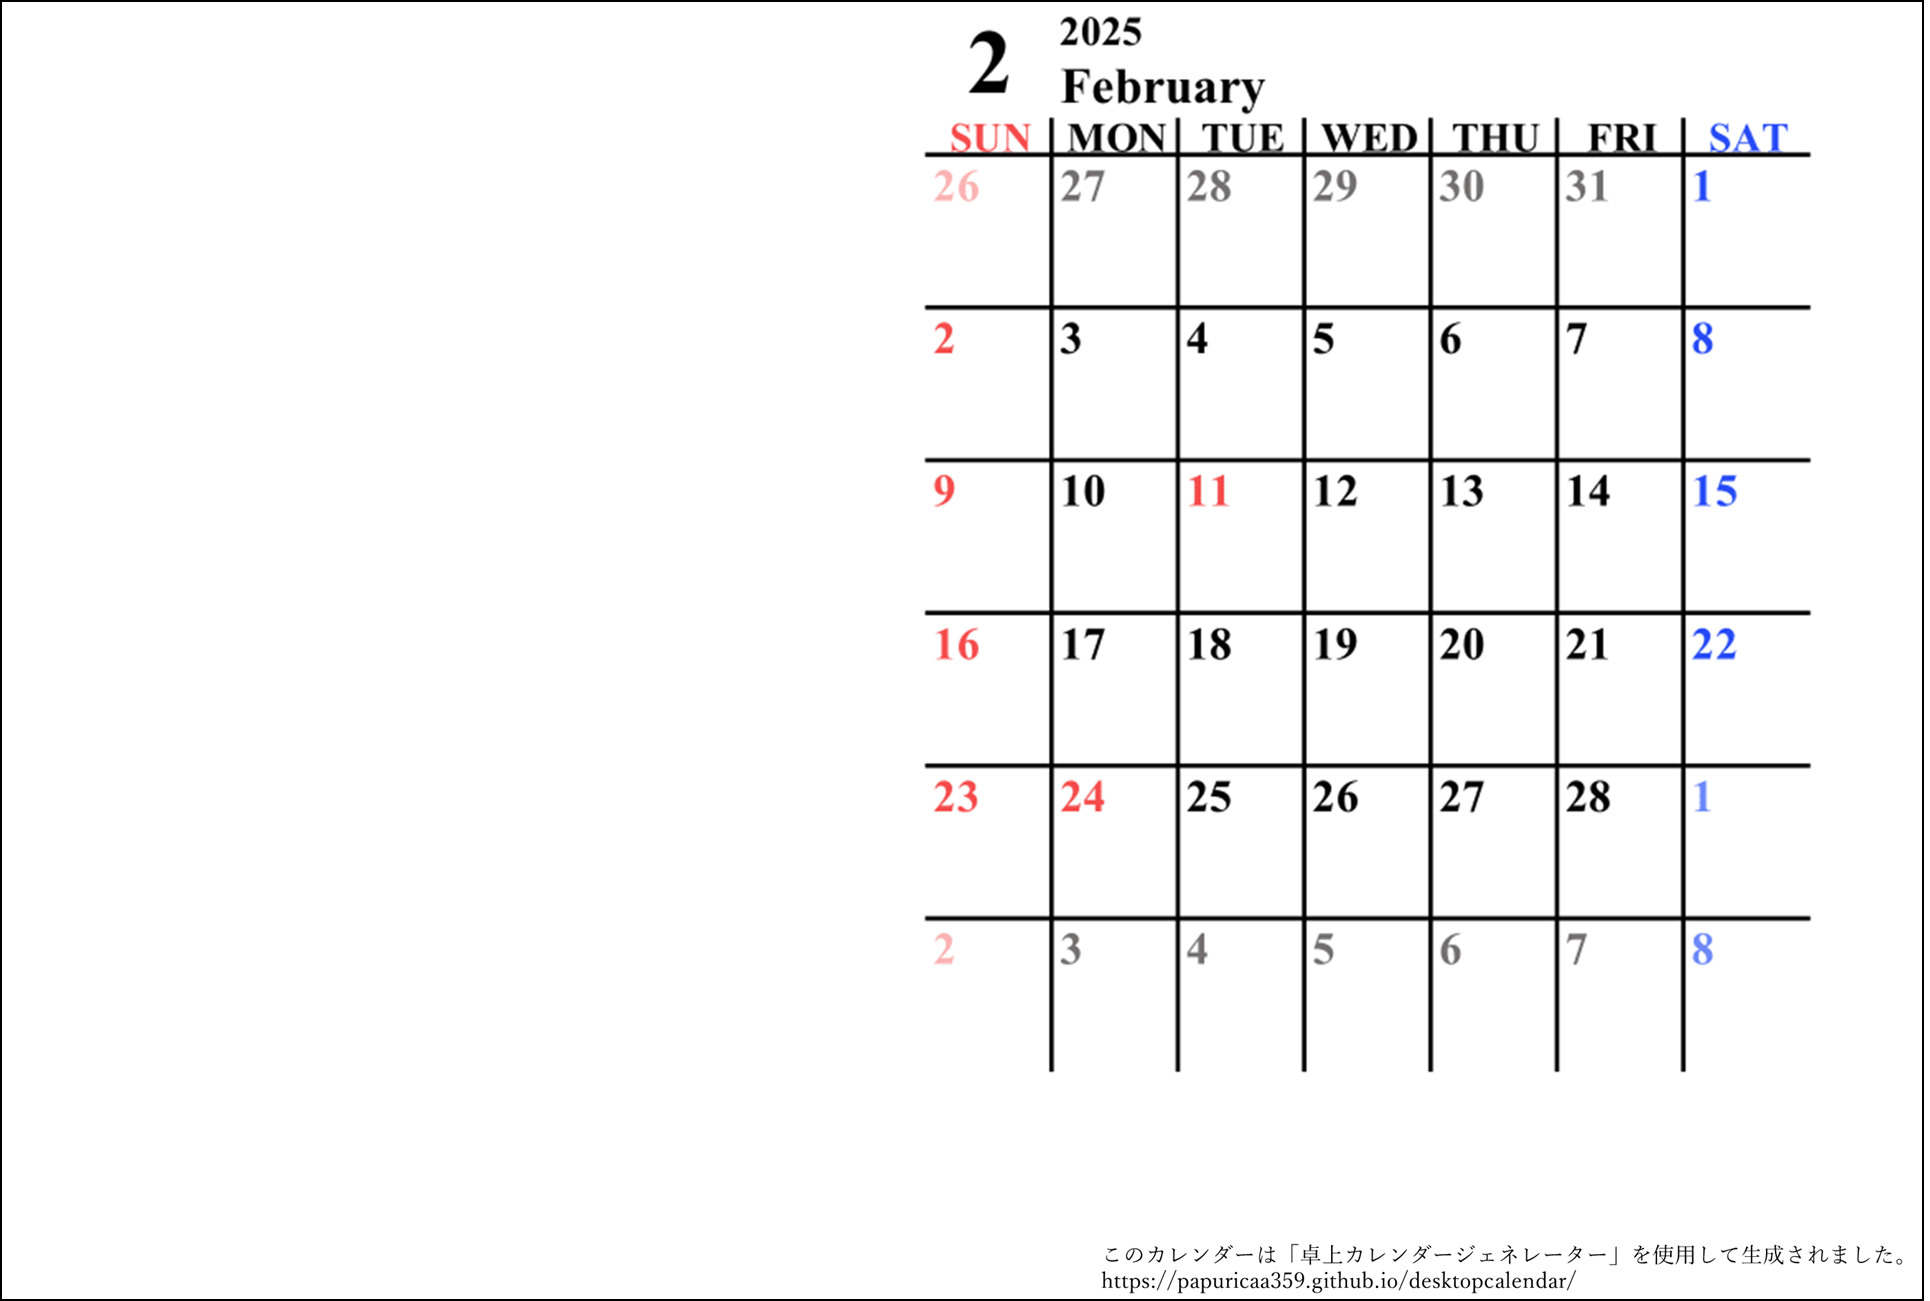 2
2025
February
SUN MON TUE WED THU FRI SAT
26 27 28 29 30 31 1
2 3 4 5 6 7 8
9 10 11 12 13 14 15
16 17 18 19 20 21 22
23 24 25 26 27 28 1
2 3 4 5 6 7 8
このカレンダーは「卓上カレンダージェネレーター」を使用して生成されました。
https://papuricaa359.github.io/desktopcalendar/